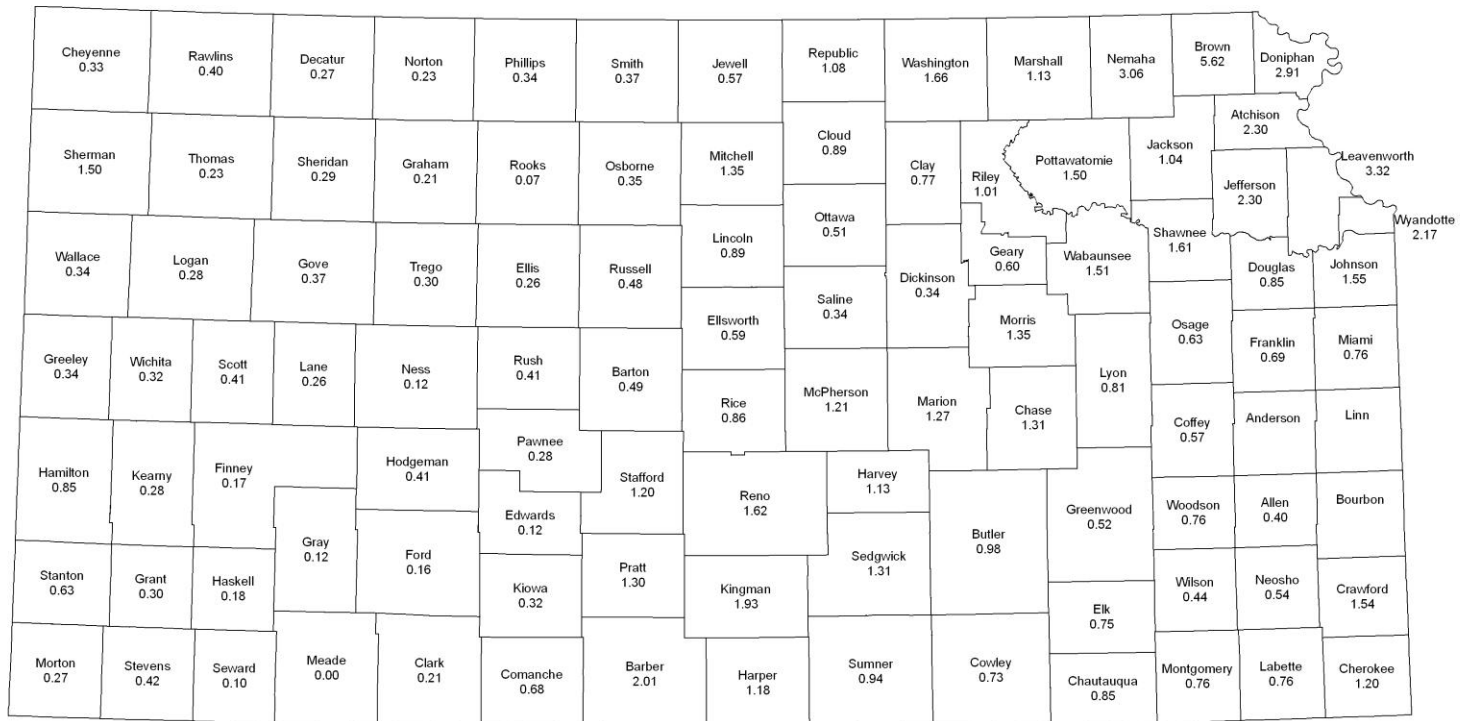 Cheyenne
0.33
Rawlins
0.40
Decatur
0.27
Norton
0.23
Phillips
0.34
Smith
0.37
Jewell
0.57
Republic
1.08
Washington
1.66
Marshall
1.13
Nemaha
3.06
Brown
5.62
Doniphan
2.91
Atchison
2.30
Sherman
1.50
Thomas
0.23
Sheridan
0.29
Graham
0.21
Rooks
0.07
Osborne
0.35
Mitchell
1.35
Cloud
0.89
Clay
0.77
Riley
1.01
Pottawatomie
1.50
Jackson
1.04
Jefferson
2.30
Leavenworth
3.32
Wyandotte
2.17
Wallace
0.34
Logan
0.28
Gove
0.37
Trego
0.30
Ellis
0.26
Russell
0.48
Lincoln
0.89
Ottawa
0.51
Saline
0.34
Dickinson
0.34
Geary
0.60
Wabaunsee
1.51
Shawnee
1.61
Douglas
0.85
Johnson
1.55
Greeley
0.34
Wichita
0.32
Scott
0.41
Lane
0.26
Ness
0.12
Rush
0.41
Barton
0.49
Ellsworth
0.59
Rice
0.86
McPherson
1.21
Marion
1.27
Morris
1.35
Chase
1.31
Lyon
0.81
Osage
0.63
Franklin
0.69
Miami
0.76
Coffey
0.57
Anderson
Linn
Hamilton
0.85
Kearny
0.28
Finney
0.17
Hodgeman
0.41
Pawnee
0.28
Stafford
1.20
Edwards
0.12
Reno
1.62
Harvey
1.13
Sedgwick
1.31
Butler
0.98
Greenwood
0.52
Woodson
0.76
Allen
0.40
Bourbon
Gray
0.12
Ford
0.16
Stanton
0.63
Grant
0.30
Haskell
0.18
Kiowa
0.32
Pratt
1.30
Kingman
1.93
Elk
0.75
Wilson
0.44
Neosho
0.54
Crawford
1.54
Morton
0.27
Stevens
0.42
Seward
0.10
Meade
0.00
Clark
0.21
Comanche
0.68
Barber
2.01
Harper
1.18
Sumner
0.94
Cowley
0.73
Chautauqua
0.85
Montgomery
0.76
Labette
0.76
Cherokee
1.20